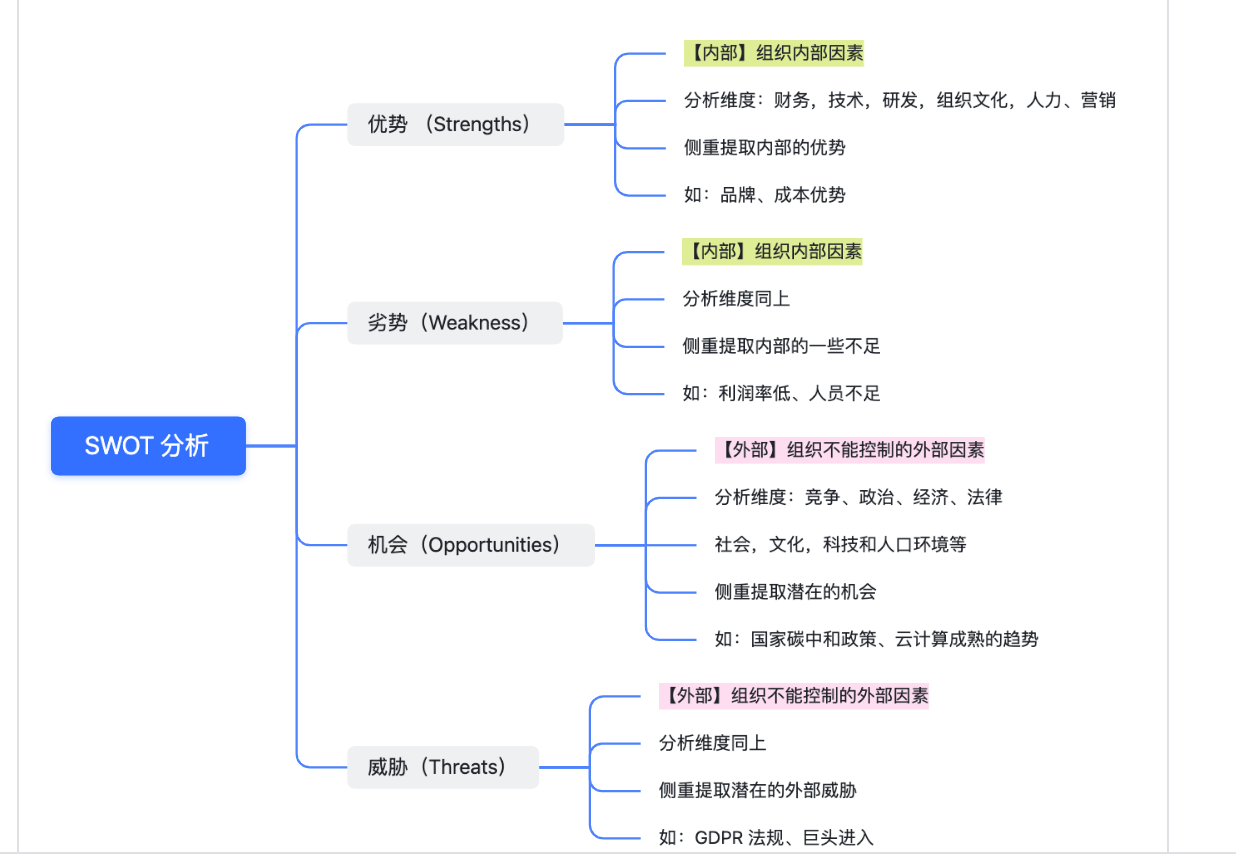 SWOT 分析
优势 （Strengths）
【内部】组织内部因素
分析维度：财务，技术，研发，组织文化，人力、营销
侧重提取内部的优势
如：品牌、成本优势
劣势（Weakness）
【内部】组织内部因素
分析维度同上
侧重提取内部的一些不足
如：利润率低、人员不足
机会（Opportunities）
【外部】组织不能控制的外部因素
分析维度：竞争、政治、经济、法律
社会，文化，科技和人口环境等
侧重提取潜在的机会
如：国家碳中和政策、云计算成熟的趋势
威胁（Threats）
【外部】组织不能控制的外部因素
分析维度同上
侧重提取潜在的外部威胁
如：GDPR 法规、巨头进入